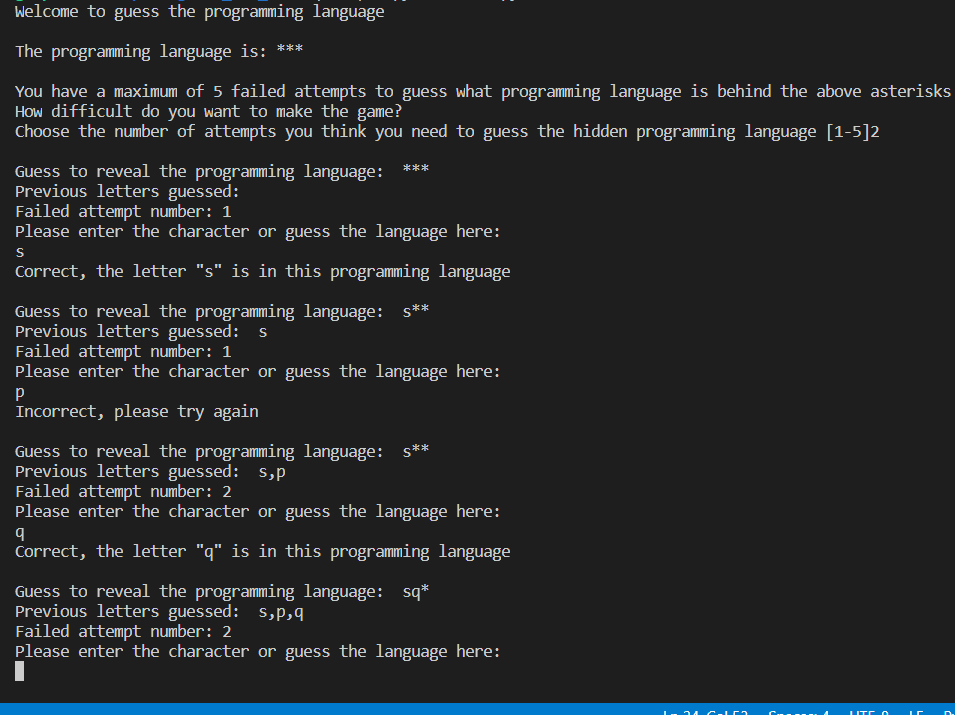 Welcome to guess the programming language
The programming language is: ***
You have a maximum of 5 failed attempts to guess what programming language is behind the above asterisks
How difficult do you want to make the game?
Choose the number of attempts you think you need to guess the hidden programming language [1-5]2
Guess to reveal the programming language:  ***
Previous letters guessed:
Failed attempt number: 1
Please enter the character or guess the language here:
s
Correct, the letter "s" is in this programming language
Guess to reveal the programming language:  s**
Previous letters guessed:  s
Failed attempt number: 1
Please enter the character or guess the language here:
p
Incorrect, please try again
Guess to reveal the programming language:  s**
Previous letters guessed:  s,p
Failed attempt number: 2
Please enter the character or guess the language here:
q
Correct, the letter "q" is in this programming language
Guess to reveal the programming language:  sq*
Previous letters guessed:  s,p,q
Failed attempt number: 2
Please enter the character or guess the language here: